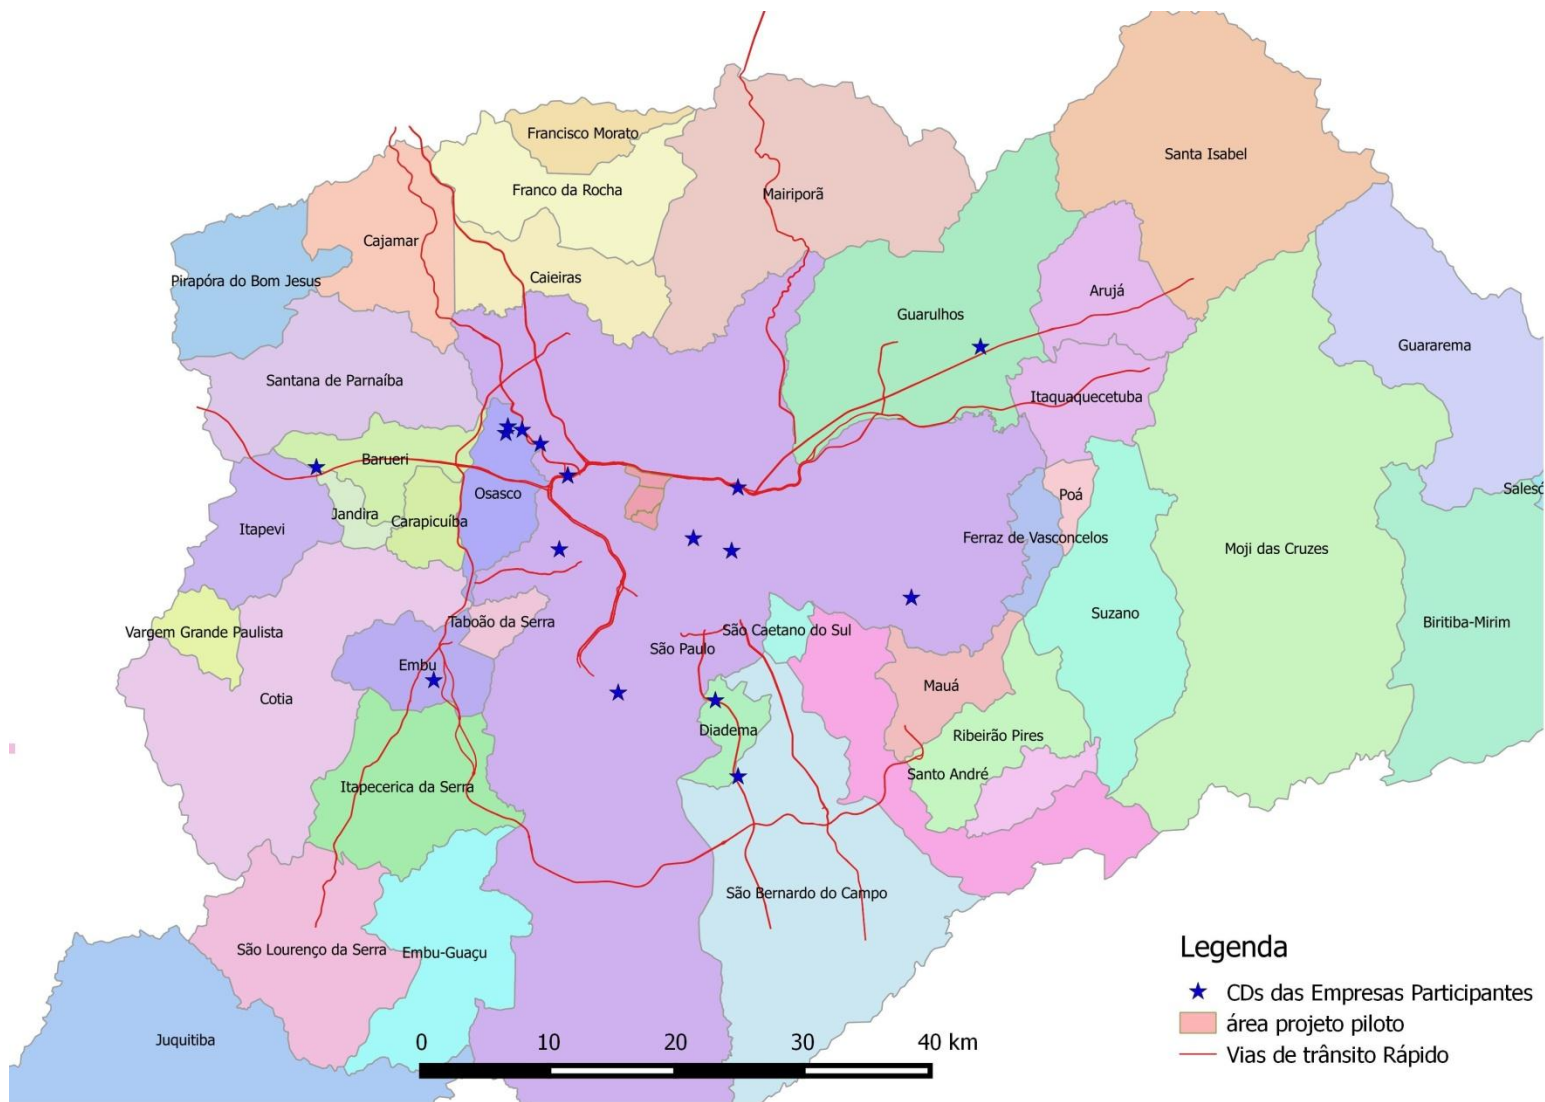 Francisco Morato
Santa Isabel
Franco da Rocha
Mairiporã
Cajamar
Pirapóra do Bom Jesus
Caieiras
Arujá
Guarulhos
Guararema
Santana de Parnaíba
Itaquaquecetuba
Barueri
Salesó
Osasco
Poá
Jandira
Carapicuíba
Itapevi
Ferraz de Vasconcelos
Moji das Cruzes
Suzano
Taboão da Serra
Biritiba-Mirim
Vargem Grande Paulista
São Caetano do Sul
São Paulo
Embu
Mauá
Cotia
Diadema
Ribeirão Pires
Santo André
Itapecerica da Serra
São Bernardo do Campo
São Lourenço da Serra
Embu-Guaçu
Juquitiba
Legenda
CDs das Empresas Participantes
área projeto piloto
Vias de trânsito Rápido
0 10 20 30 40 km